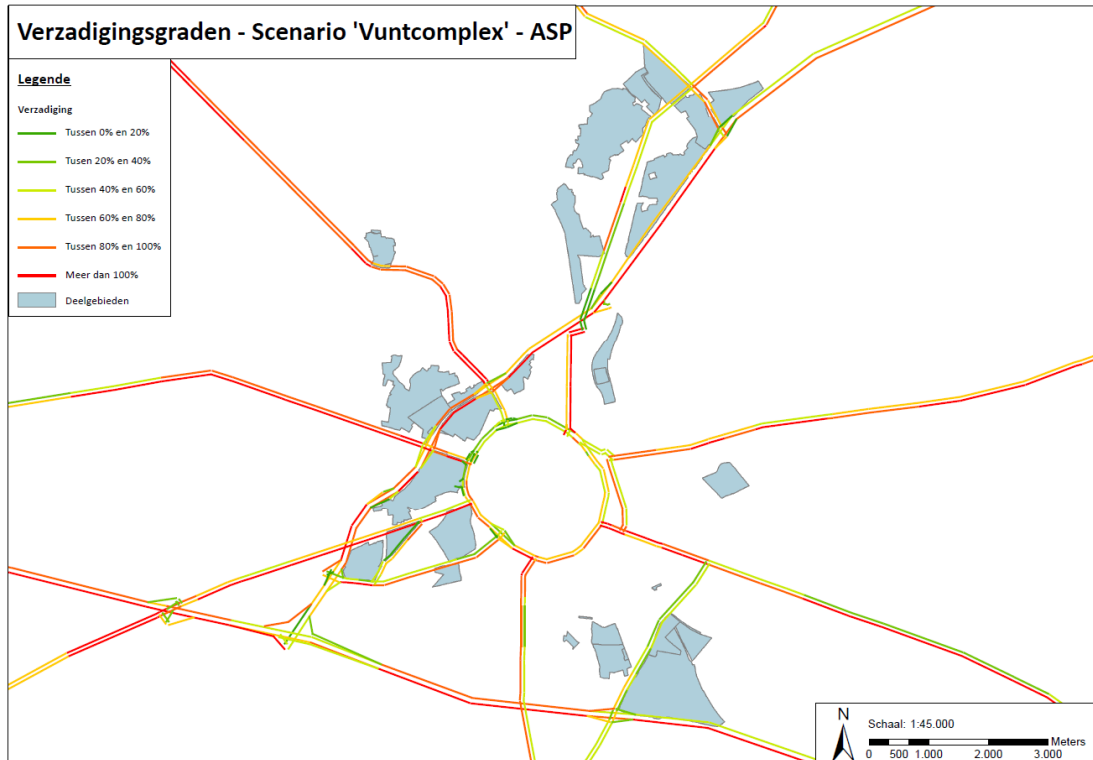 Verzadigingsgraden - Scenario 'Vuntcomplex' - ASP
Legende
Verzadiging
Tussen 0% en 20%
Tusen 20% en 40%
Tussen 40% en 60%
Tussen 60% en 80%
Tussen 80% en 100%
Meer dan 100%
Deelgebieden
N
Schaal: 1:45.000
Meters
0 500 1.000 2.000 3.000